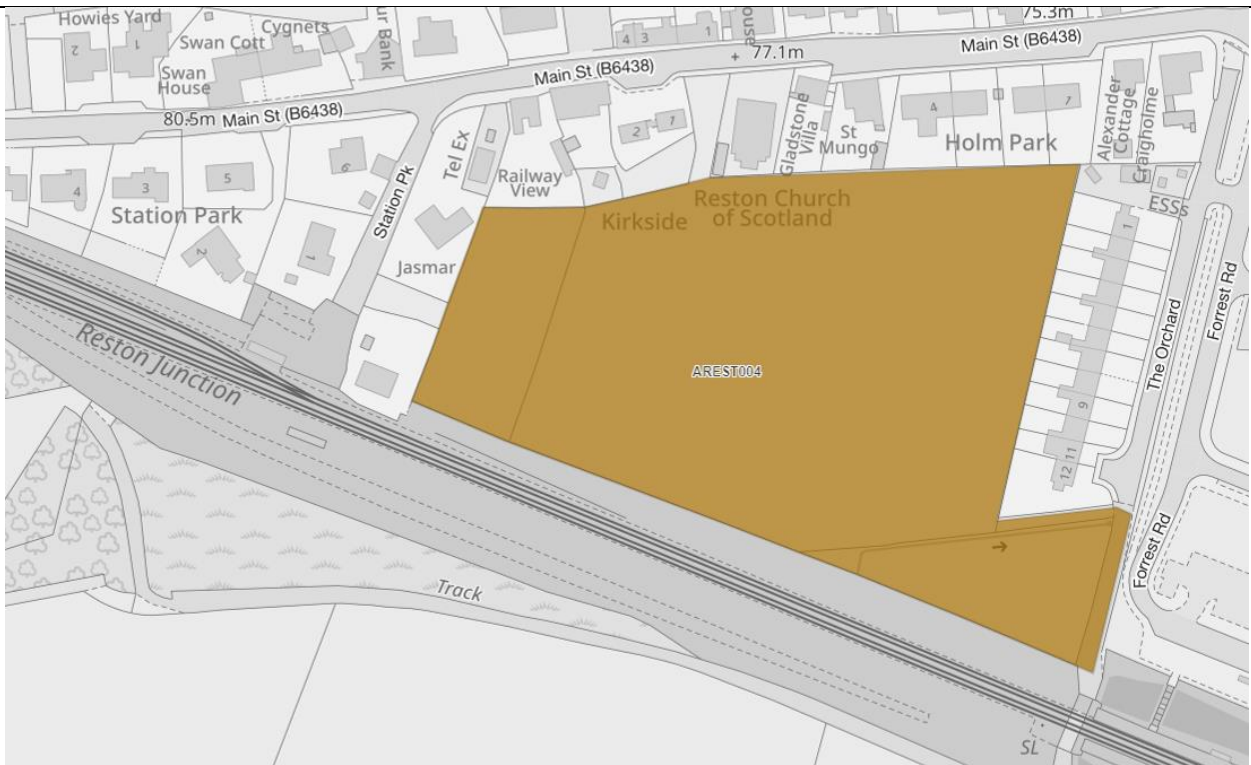 Howies Yard
Cygnets
Swan Cott
Swan
House
2
1
ur Bank
4 3
1
ouse
75.3m
77.1m
Main St (B6438)
Main St (B6438)
80.5m Main St (B6438)
Alexander
Cottage
Craigholme
Gladstone
Villa
St
Mungo
4
7
Holm Park
2
1
6
Tel Ex
Railway
View
Station Pk
4
3
5
Station Park
2
1
Jasmar
Kirkside
Reston Church
of Scotland
ESSs
1
The Orchard
Forrest Rd
Reston Junction
AREST004
9
12 11
Forrest Rd
Track
SL